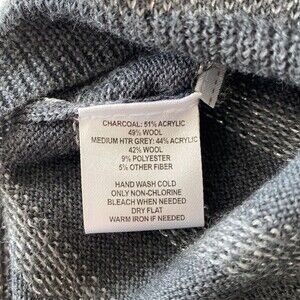 CHARCOAL: 51% ACRYLIC
49% WOOL
MEDIUM HTR GREY: 44% ACRYLIC
42% WOOL
9% POLYESTER
5% OTHER FIBER
HAND WASH COLD
ONLY NON-CHLORINE
BLEACH WHEN NEEDED
DRY FLAT
WARM IRON IF NEEDED